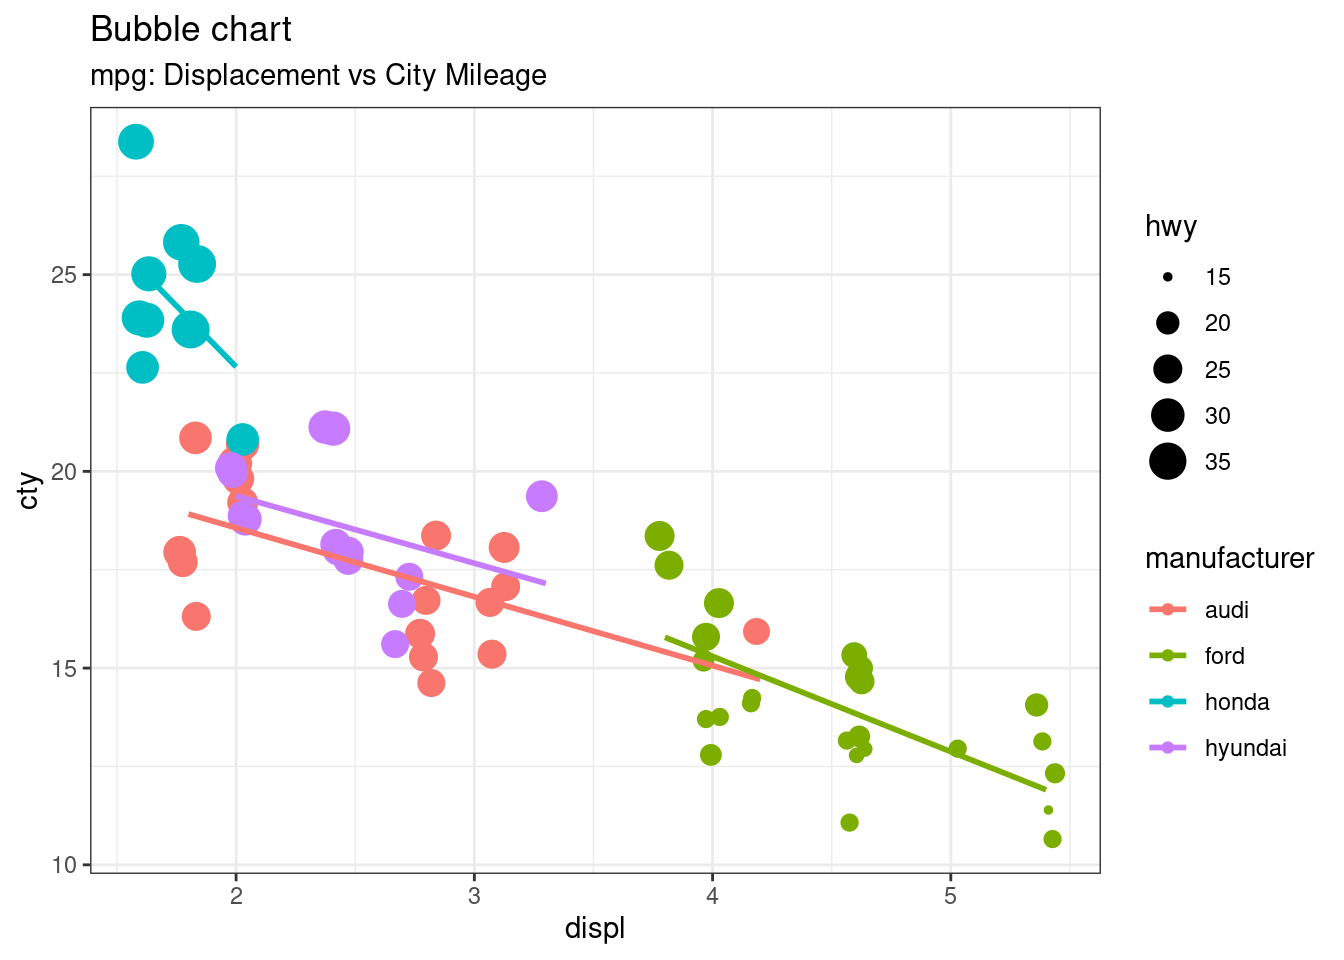 Bubble chart
mpg: Displacement vs City Mileage
cty
25
20
15
10
2 3 4 5
displ
hwy
15
20
25
30
35
manufacturer
audi
ford
honda
hyundai